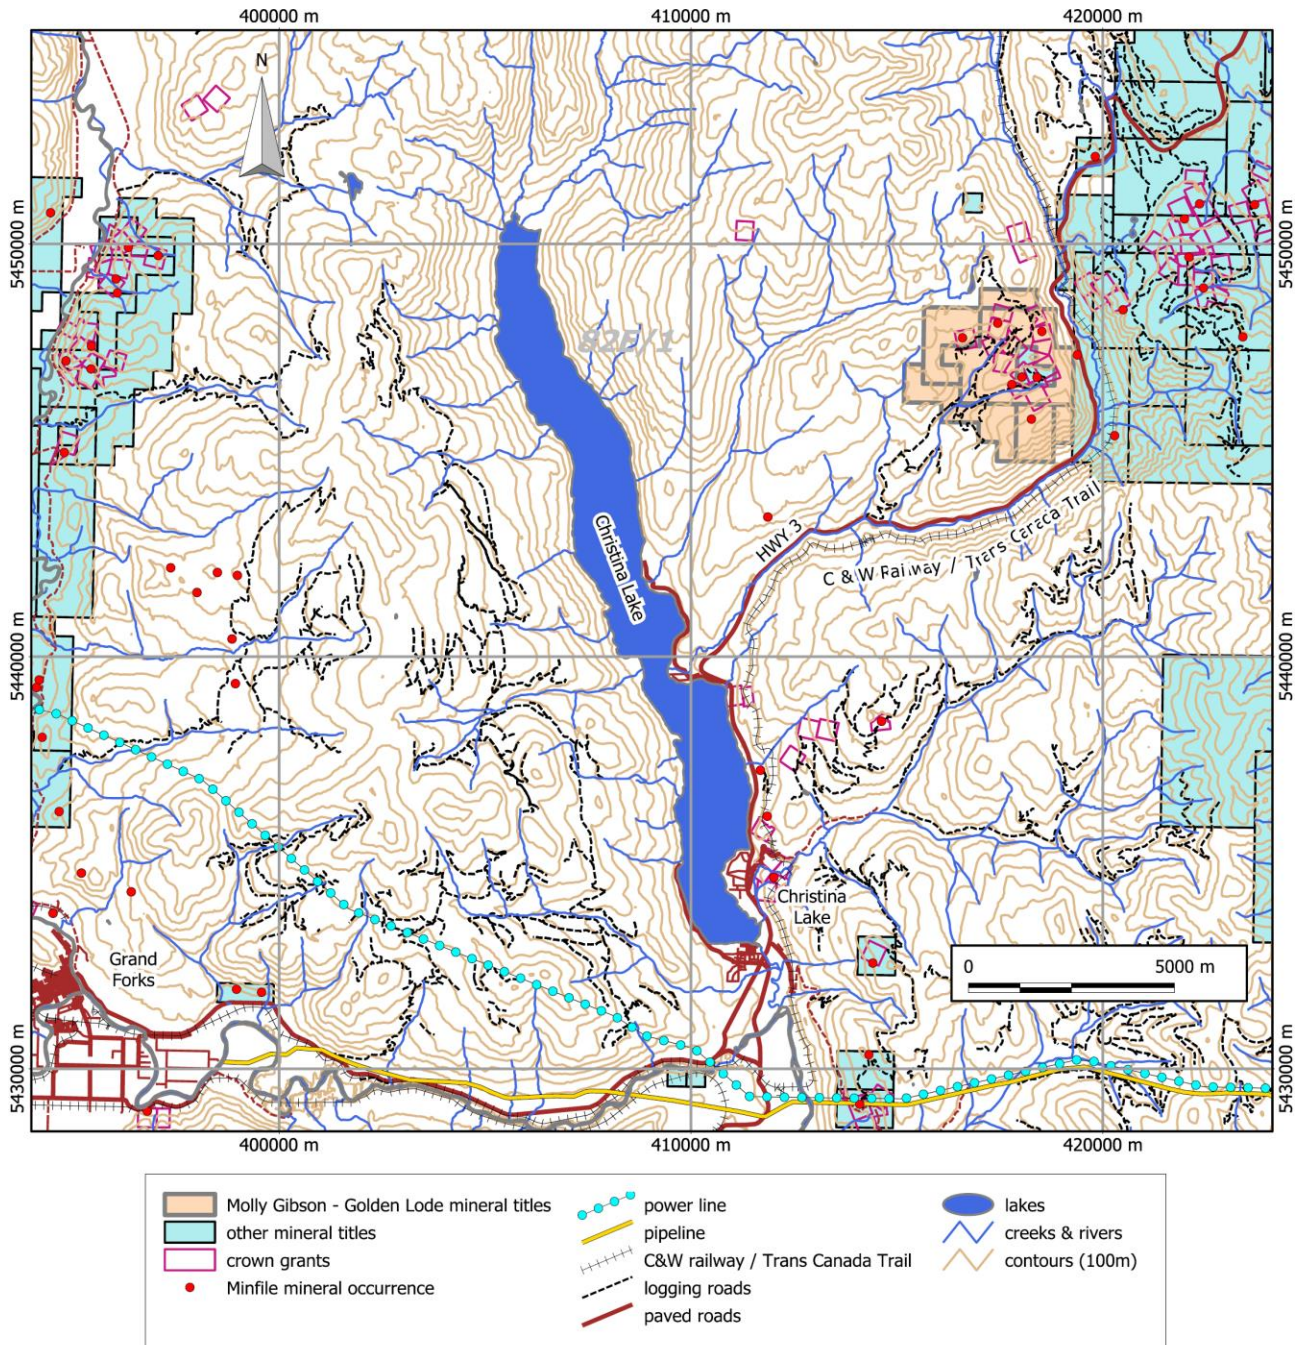 400000 m
410000 m
420000 m
N
5450000 m
5450000 m
82E/1
Christina Lake
HWY 3
C & W Railway / Trans Canada Trail
5440000 m
5440000 m
Christina
Lake
Grand
Forks
0 5000 m
5430000 m
5430000 m
400000 m
410000 m
420000 m
Molly Gibson - Golden Lode mineral titles
other mineral titles
crown grants
Minfile mineral occurrence
power line
pipeline
C&W railway / Trans Canada Trail
logging roads
paved roads
lakes
creeks & rivers
contours (100m)